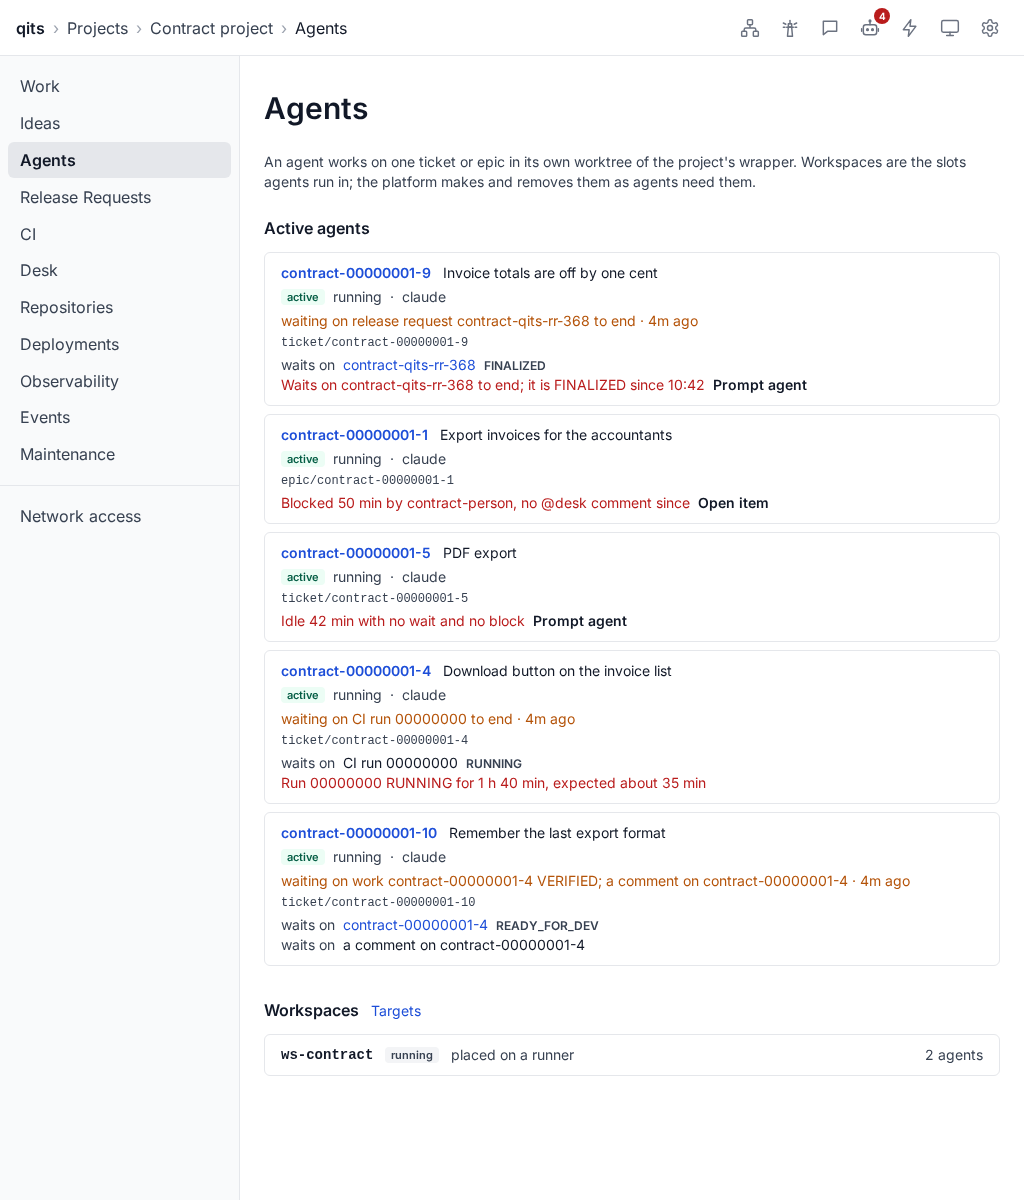 qits › Projects › Contract project › Agents
4
Work
Ideas
Agents
Release Requests
CI
Desk
Repositories
Deployments
Observability
Events
Maintenance
Network access
Agents
An agent works on one ticket or epic in its own worktree of the project's wrapper. Workspaces are the slots
agents run in; the platform makes and removes them as agents need them.
Active agents
contract-00000001-9 Invoice totals are off by one cent
active running · claude
waiting on release request contract-qits-rr-368 to end · 4m ago
ticket/contract-00000001-9
waits on contract-qits-rr-368 FINALIZED
Waits on contract-qits-rr-368 to end; it is FINALIZED since 10:42 Prompt agent
contract-00000001-1 Export invoices for the accountants
active running · claude
epic/contract-00000001-1
Blocked 50 min by contract-person, no @desk comment since Open item
contract-00000001-5 PDF export
active running · claude
ticket/contract-00000001-5
Idle 42 min with no wait and no block Prompt agent
contract-00000001-4 Download button on the invoice list
active running · claude
waiting on CI run 00000000 to end · 4m ago
ticket/contract-00000001-4
waits on CI run 00000000 RUNNING
Run 00000000 RUNNING for 1 h 40 min, expected about 35 min
contract-00000001-10 Remember the last export format
active running · claude
waiting on work contract-00000001-4 VERIFIED; a comment on contract-00000001-4 · 4m ago
ticket/contract-00000001-10
waits on contract-00000001-4 READY_FOR_DEV
waits on a comment on contract-00000001-4
Workspaces Targets
ws-contract running placed on a runner 2 agents